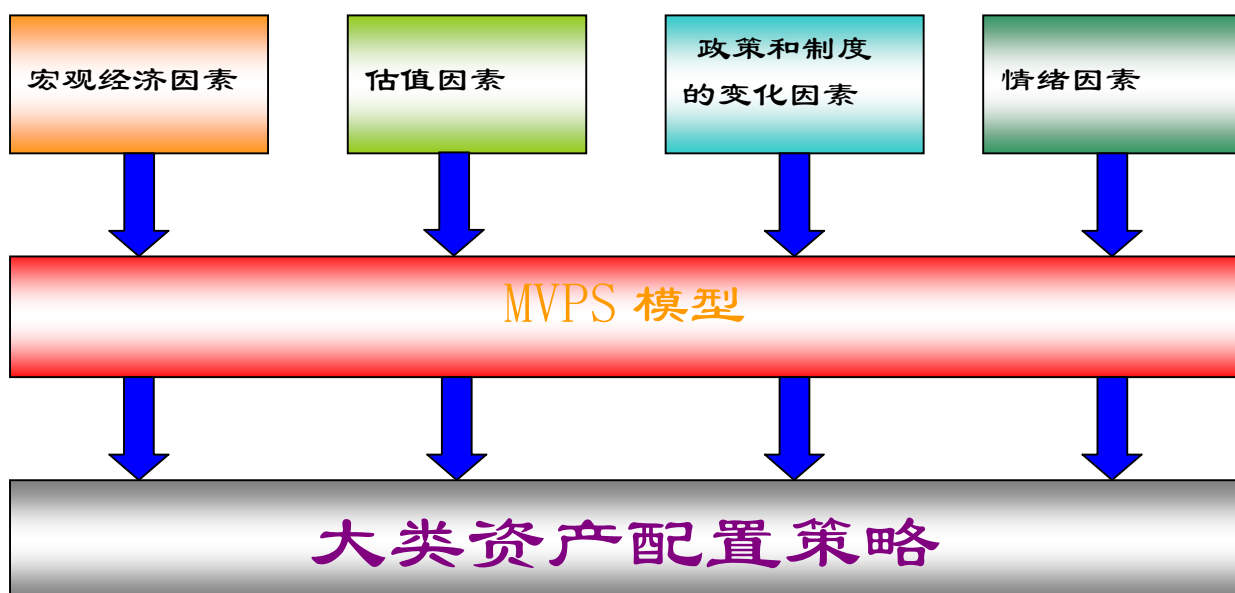 宏观经济因素
估值因素
政策和制度
的变化因素
情绪因素
MVPS 模型
大类资产配置策略